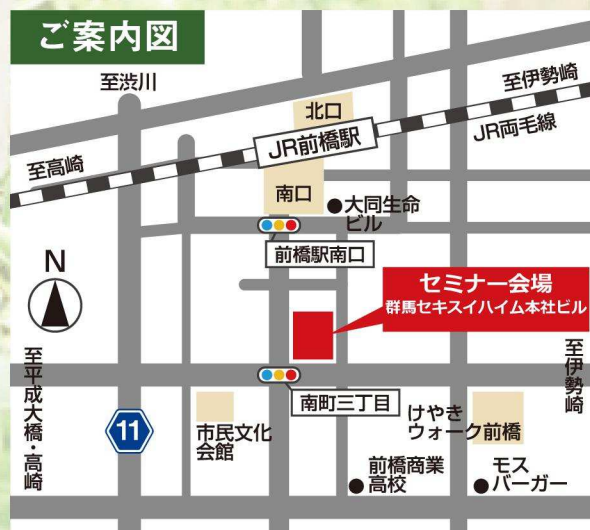 ご案内図
至渋川
至伊勢崎
北口
JR前橋駅
JR両毛線
至高崎
南口
大同生命
ビル
前橋駅南口
N
セミナー会場
群馬セキスイハイム本社ビル
至平成大橋・高崎
至伊勢崎
南町三丁目
11
市民文化
会館
けやき
ウォーク前橋
前橋商業
高校
モス
バーガー